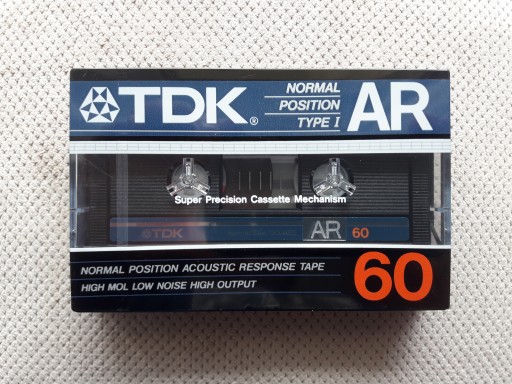 TDK®
NORMAL
POSITION
TYPE I
AR
Super Precision Cassette Mechanism
TDK
AR 60
NORMAL POSITION ACOUSTIC RESPONSE TAPE
HIGH MOL LOW NOISE HIGH OUTPUT
60